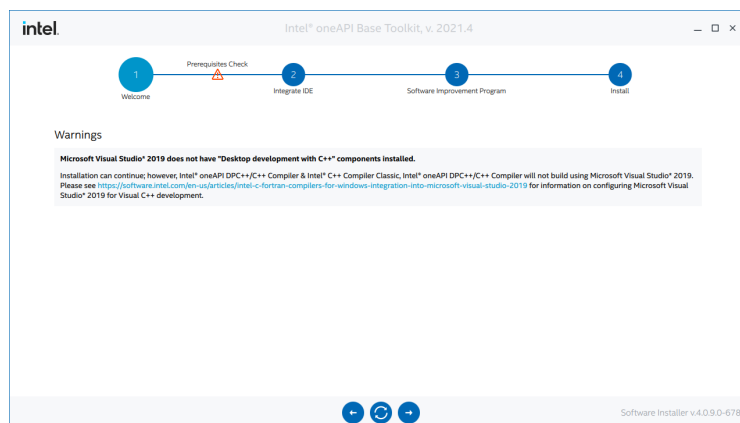 intel.
Intel® oneAPI Base Toolkit, v. 2021.4
Prerequisites Check
1
2
3
4
Welcome
Integrate IDE
Software Improvement Program
Install
Warnings
Microsoft Visual Studio* 2019 does not have "Desktop development with C++" components installed.
Installation can continue; however, Intel® oneAPI DPC++/C++ Compiler & Intel® C++ Compiler Classic, Intel® oneAPI DPC++/C++ Compiler will not build using Microsoft Visual Studio* 2019.
Please see https://software.intel.com/en-us/articles/intel-c-fortran-compilers-for-windows-integration-into-microsoft-visual-studio-2019 for information on configuring Microsoft Visual
Studio* 2019 for Visual C++ development.
Software Installer v.4.0.9.0-678